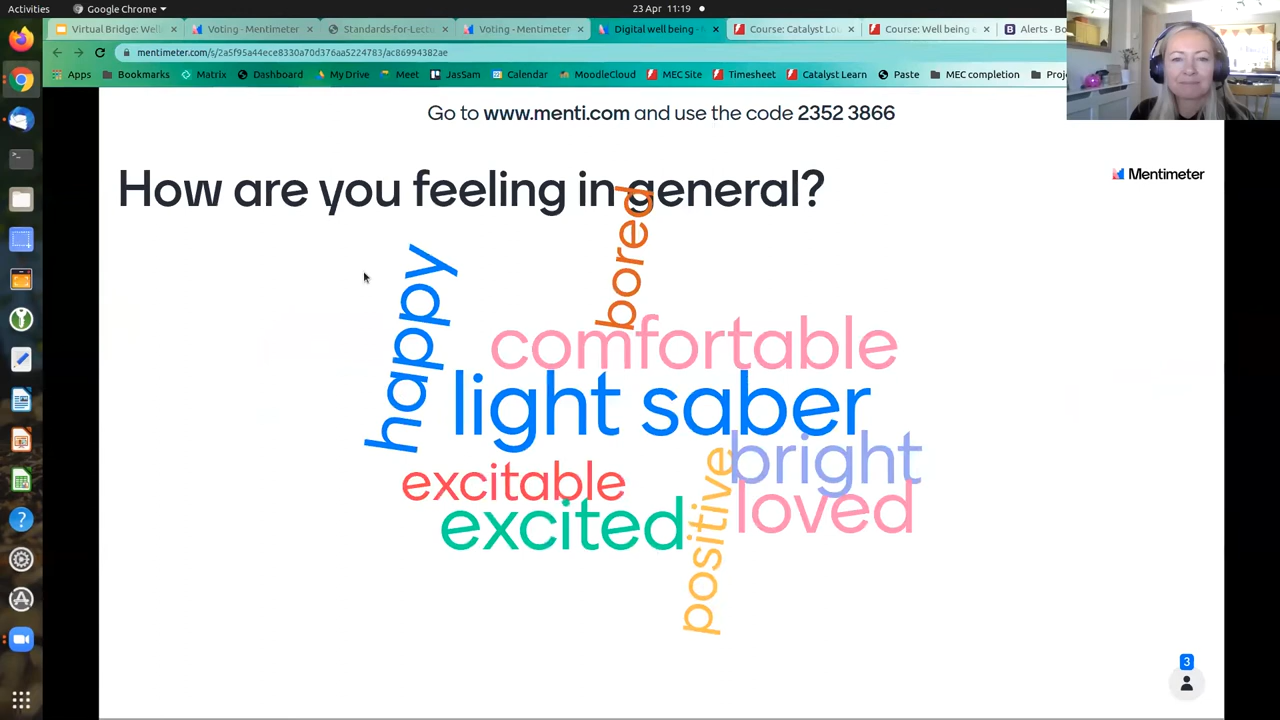 Activities
Google Chrome
23 Apr 11:19
Virtual Bridge: Well
Voting - Mentimeter
Standards-for-Lectu
Voting - Mentimeter
Digital well being -
Course: Catalyst Lou
Course: Well being
Alerts - Bo
mentimeter.com/s/2a5f95a44ece8330a70d376aa5224783/ac86994382ae
Apps
Bookmarks
Matrix
Dashboard
My Drive
Meet
JasSam
Calendar
MoodleCloud
MEC Site
Timesheet
Catalyst Learn
Paste
MEC completion
Proj
Go to www.menti.com and use the code 2352 3866
How are you feeling in general?
Mentimeter
bored
happy
comfortable
light saber
bright
excitable
loved
excited
positive
3